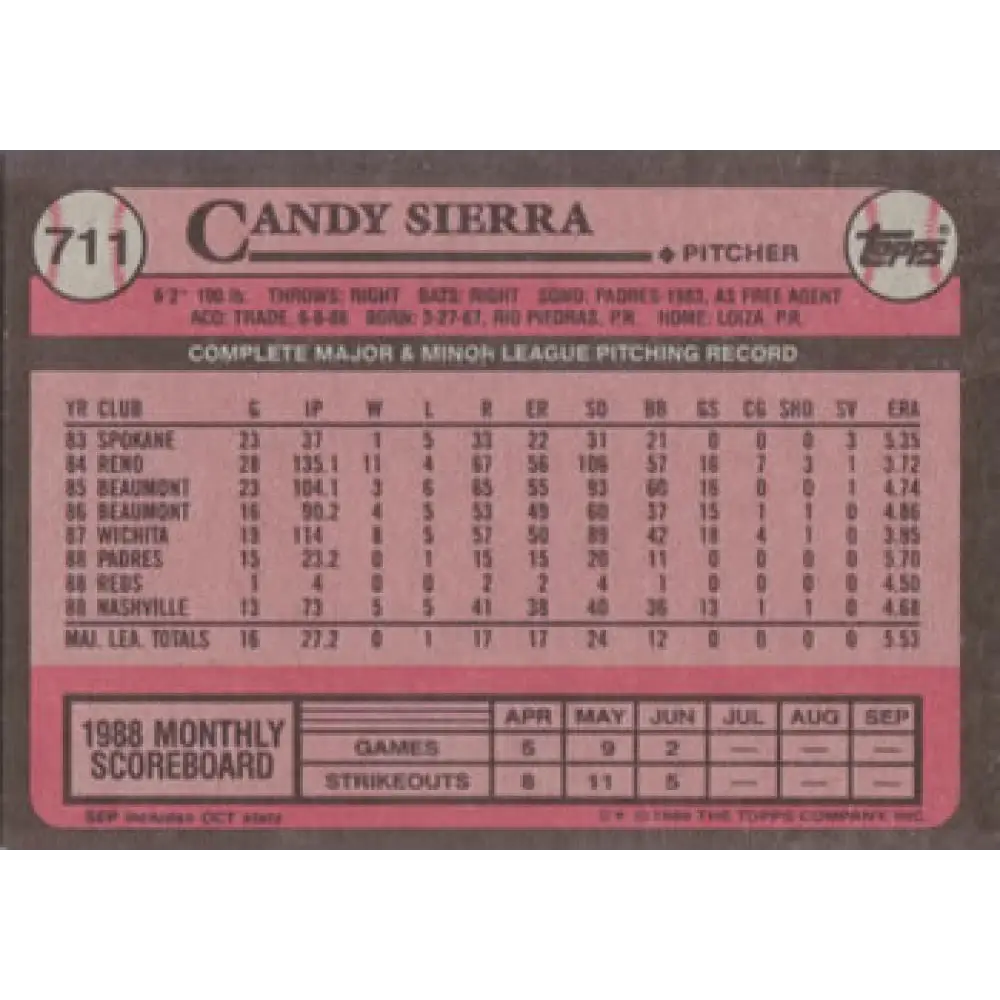 711
CANDY SIERRA
PITCHER
Topps®
6'2" 190 lb. THROWS: RIGHT BATS: RIGHT SGND: PADRES-1983, AS FREE AGENT
ACQ: TRADE, 6-8-88 BORN: 3-27-67, RIO PIEDRAS, P.R. HOME: LOIZA, P.R.
COMPLETE MAJOR & MINOR LEAGUE PITCHING RECORD
YR CLUB G IP W L R ER SO BB GS CG SHO SV ERA
83 SPOKANE 23 37 1 5 33 22 31 21 0 0 0 3 5.35
84 RENO 28 135.1 11 4 67 56 106 57 16 7 3 1 3.72
85 BEAUMONT 23 104.1 3 6 65 55 93 60 16 0 0 1 4.74
86 BEAUMONT 16 90.2 4 5 53 49 60 37 15 1 1 0 4.86
87 WICHITA 19 114 8 5 57 50 89 42 18 4 1 0 3.95
88 PADRES 15 23.2 0 1 15 15 20 11 0 0 0 0 5.70
88 REDS 1 4 0 0 2 2 4 1 0 0 0 0 4.50
88 NASHVILLE 13 73 5 5 41 38 40 36 13 1 1 0 4.68
MAJ. LEA. TOTALS 16 27.2 0 1 17 17 24 12 0 0 0 0 5.53
1988 MONTHLY SCOREBOARD
APR MAY JUN JUL AUG SEP
GAMES 5 9 2 — — —
STRIKEOUTS 8 11 5 — — —
SEP includes OCT stats
© 1989 THE TOPPS COMPANY, INC.